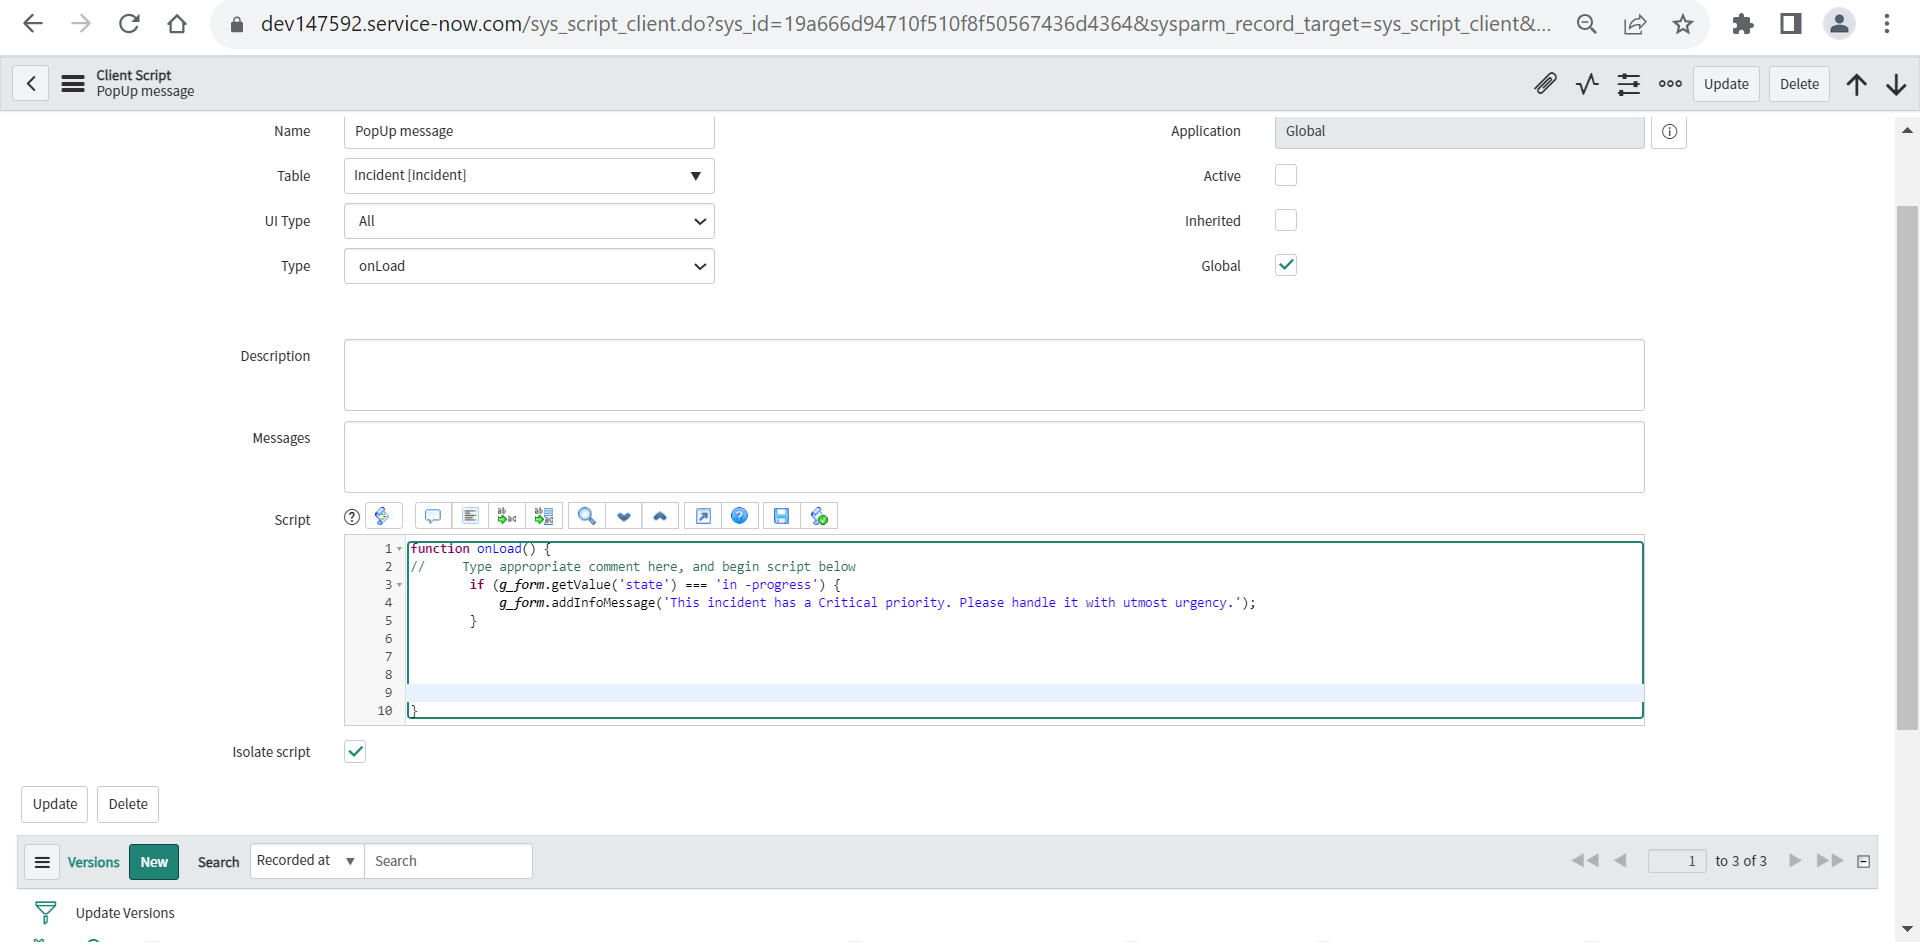 dev147592.service-now.com/sys_script_client.do?sys_id=19a666d94710f510f8f50567436d4364&sysparm_record_target=sys_script_client&...
Client Script
PopUp message
Update
Delete
Name
PopUp message
Application
Global
Table
Incident [incident]
Active
UI Type
All
Inherited
Type
onLoad
Global
Description
Messages
Script
1 function onLoad() {
2 //     Type appropriate comment here, and begin script below
3         if (g_form.getValue('state') === 'in -progress') {
4             g_form.addInfoMessage('This incident has a Critical priority. Please handle it with utmost urgency.');
5         }
6
7
8
9
10 }
Isolate script
Update
Delete
Versions
New
Search
Recorded at
Search
1 to 3 of 3
Update Versions